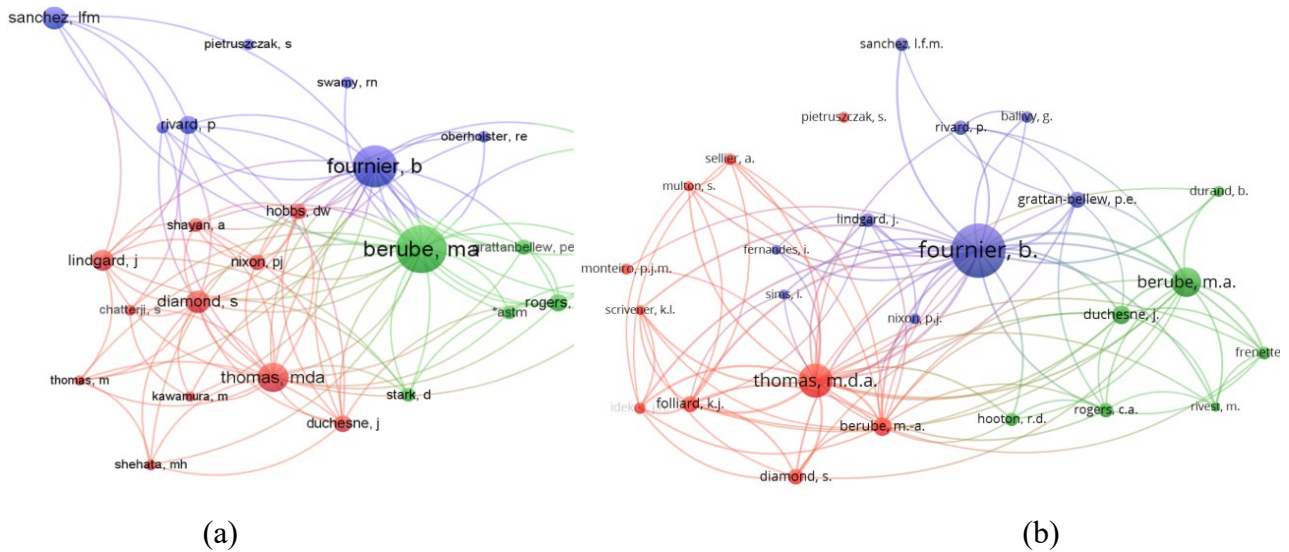 sanchez, lfm
pietruszczak, s
swamy, rn
rivard, p
oberholster, re
fournier, b
hobbs, dw
shayan, a
berube, ma
grattanbellew, pe
lindgard, j
nixon, pj
diamond, s
chatterji, s
rogers,
*astm
thomas, mda
thomas, m
kawamura, m
stark, d
duchesne, j
shehata, mh
(a)
sanchez, l.f.m.
pietruszczak, s.
rivard, p.
ballivy, g.
sellier, a.
multon, s.
durand, b.
grattan-bellew, p.e.
lindgard, j.
fournier, b.
fernandes, i.
monteiro, p.j.m.
berube, m.a.
sims, i.
scrivener, k.l.
nixon, p.j.
duchesne, j.
frenette
thomas, m.d.a.
folliard, k.j.
rivest, m.
rogers, c.a.
hooton, r.d.
berube, m.-a.
diamond, s.
(b)